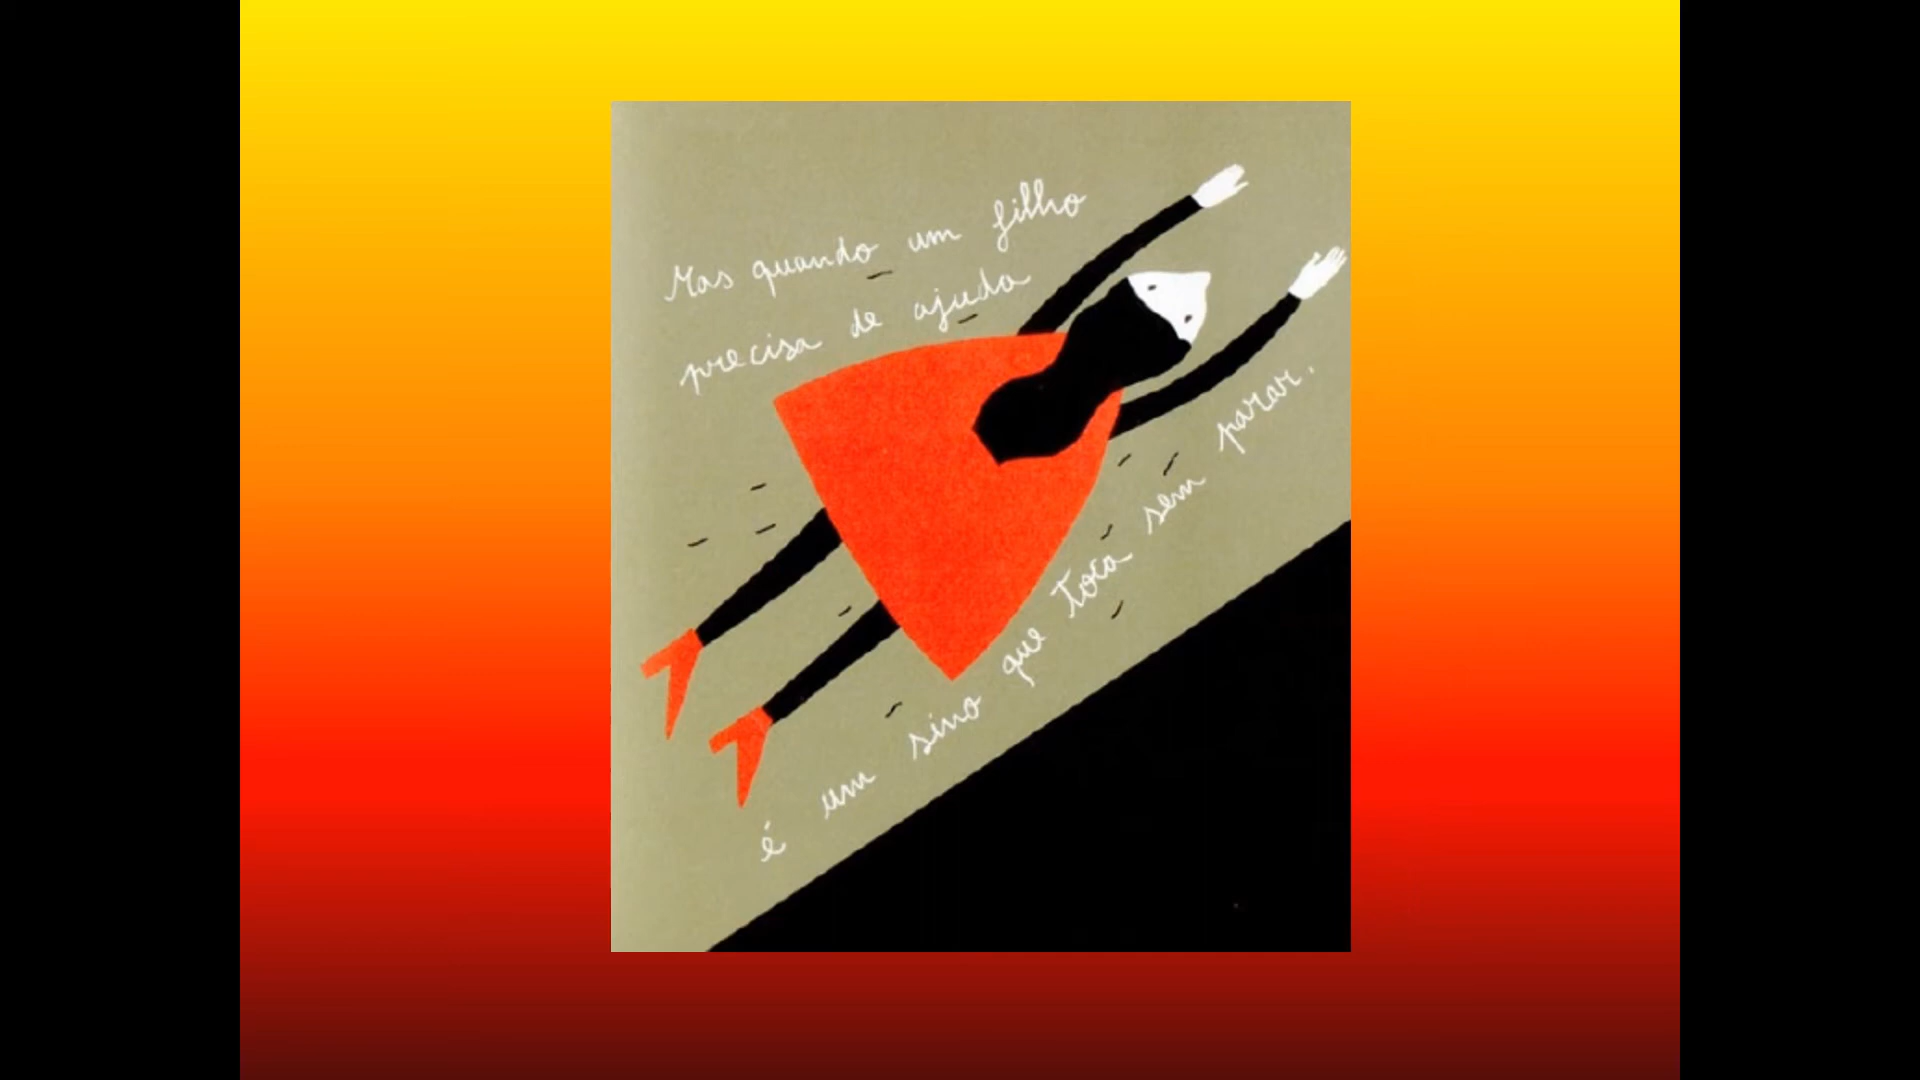 Mas quando um filho
precisa de ajuda
é um sino que toca sem parar.